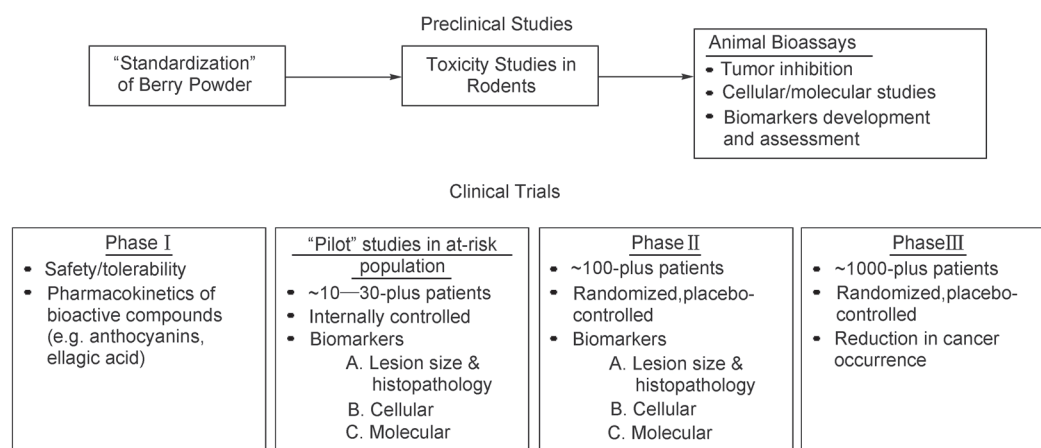 Preclinical Studies
“Standardization”
of Berry Powder
Toxicity Studies in
Rodents
Animal Bioassays
• Tumor inhibition
• Cellular/molecular studies
• Biomarkers development
and assessment
Clinical Trials
Phase Ⅰ
• Safety/tolerability
• Pharmacokinetics of
bioactive compounds
(e.g. anthocyanins,
ellagic acid)
“Pilot” studies in at-risk
population
• ~10—30-plus patients
• Internally controlled
• Biomarkers
A. Lesion size &
histopathology
B. Cellular
C. Molecular
Phase Ⅱ
• ~100-plus patients
• Randomized,placebo-
controlled
• Biomarkers
A. Lesion size &
histopathology
B. Cellular
C. Molecular
PhaseⅢ
• ~1000-plus patients
• Randomized,placebo-
controlled
• Reduction in cancer
occurrence